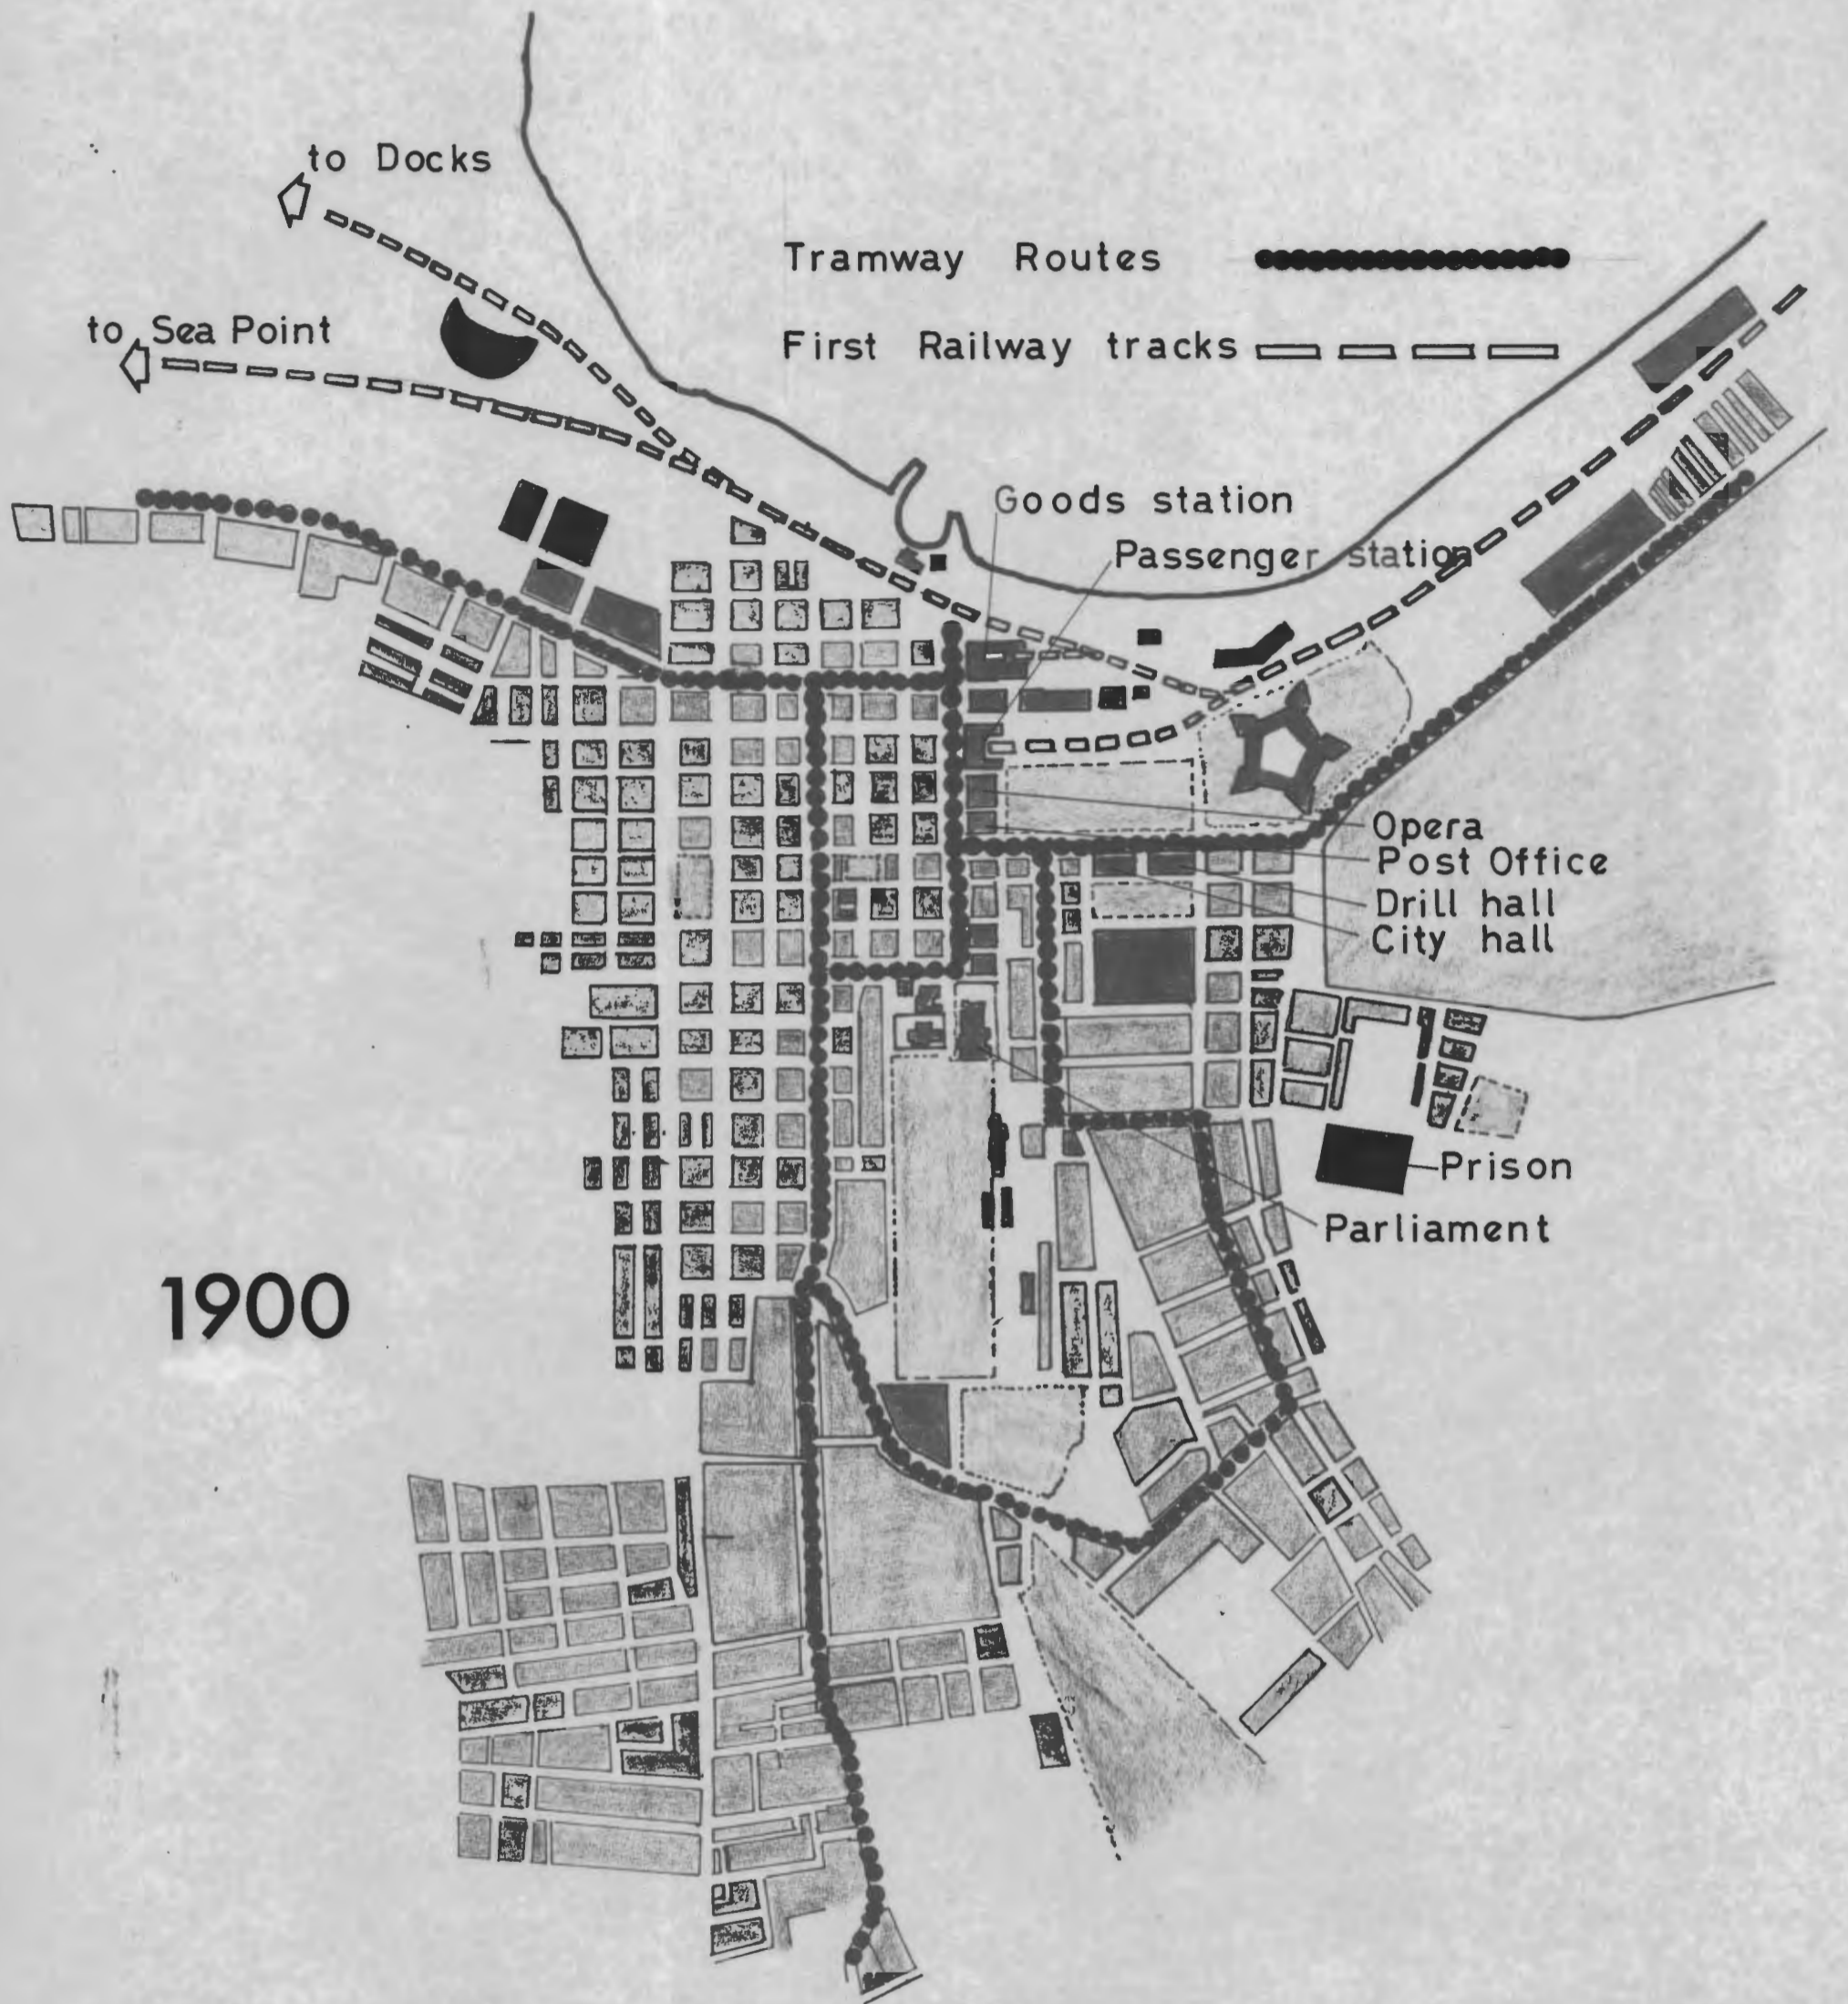 to Docks
Tramway Routes
to Sea Point
First Railway tracks
Goods station
Passenger station
Opera
Post Office
Drill hall
City hall
Prison
Parliament
1900